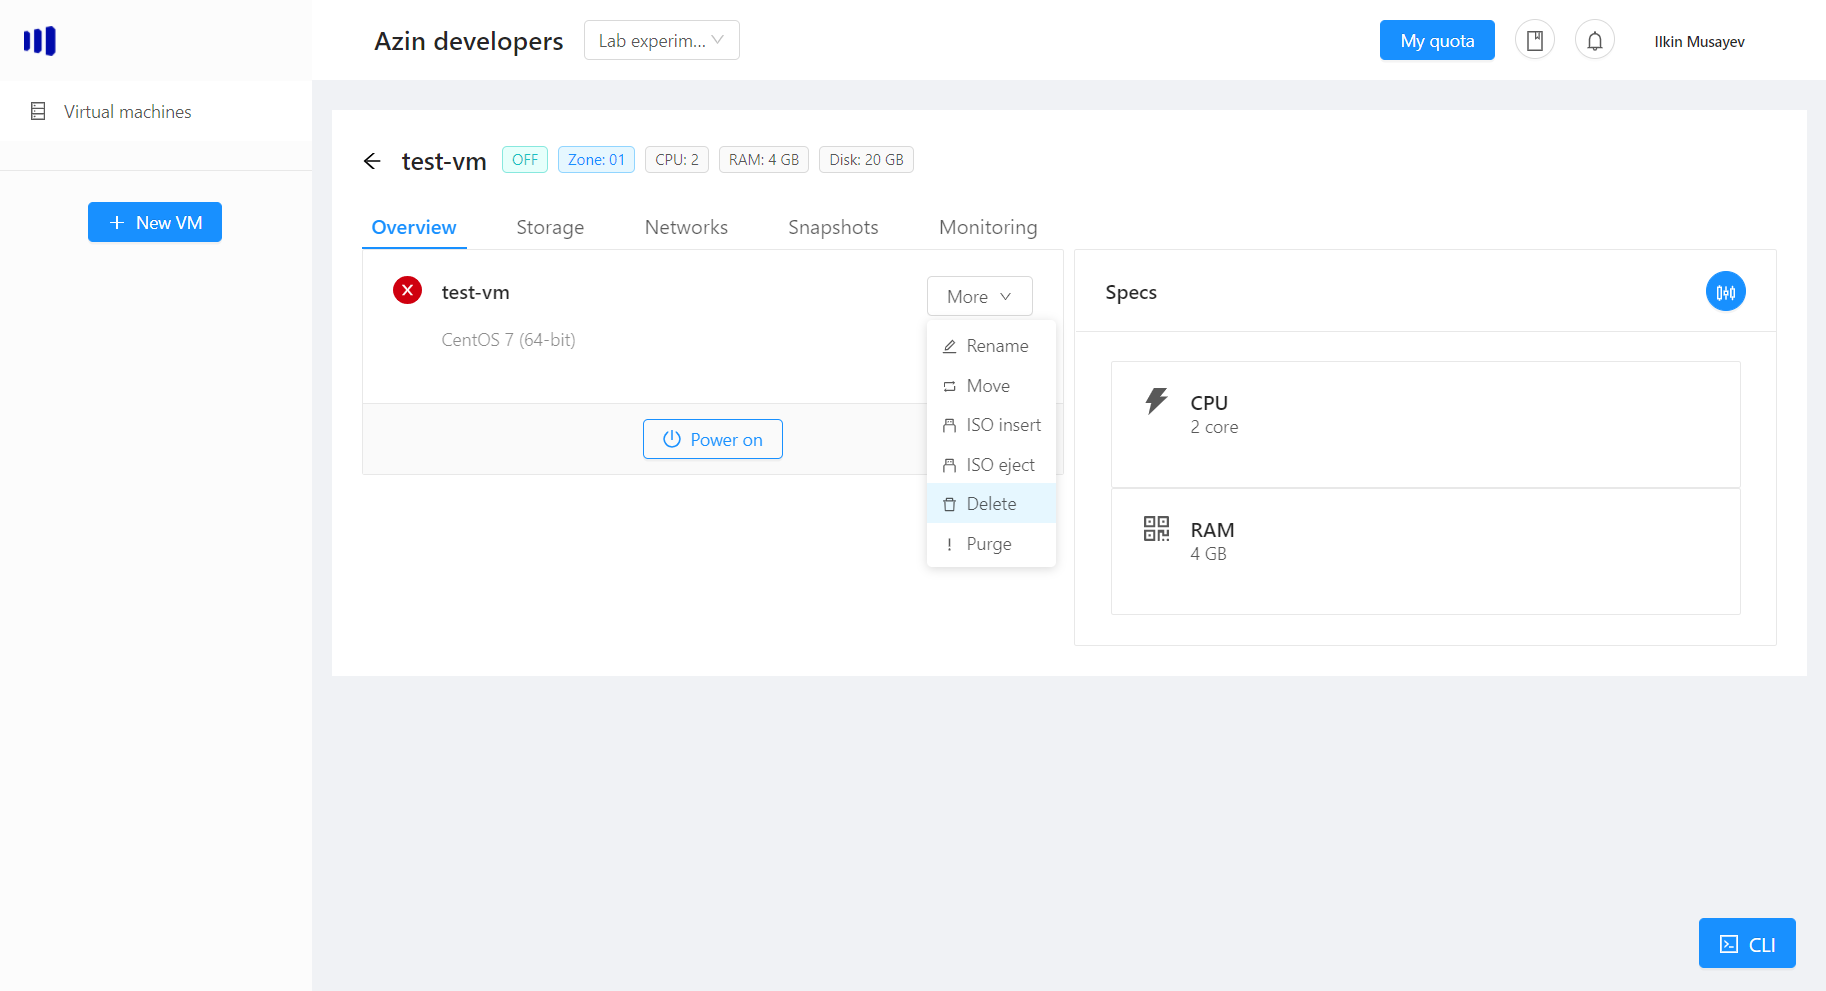 Azin developers
Lab experim...
My quota
Ilkin Musayev
Virtual machines
New VM
test-vm
OFF
Zone: 01
CPU: 2
RAM: 4 GB
Disk: 20 GB
Overview
Storage
Networks
Snapshots
Monitoring
test-vm
CentOS 7 (64-bit)
More
Rename
Move
ISO insert
ISO eject
Delete
Purge
Power on
Specs
CPU
2 core
RAM
4 GB
CLI